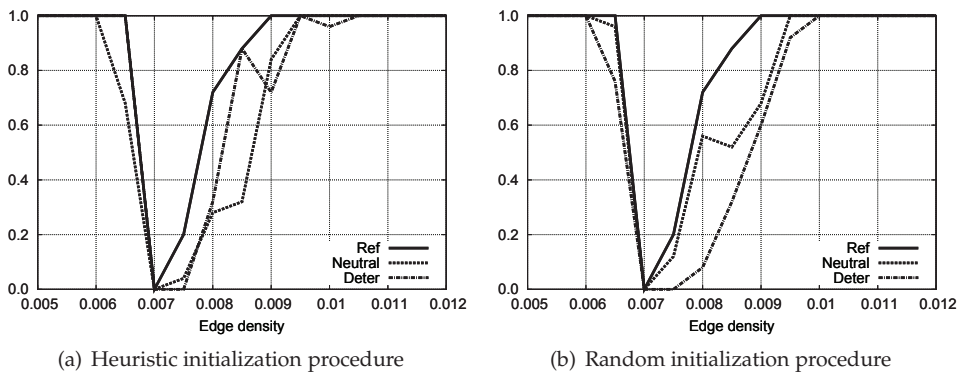 1.0
0.8
0.6
0.4
0.2
0.0
Ref
Neutral
Deter
0.005 0.006 0.007 0.008 0.009 0.01 0.011 0.012
Edge density
(a) Heuristic initialization procedure
1.0
0.8
0.6
0.4
0.2
0.0
Ref
Neutral
Deter
0.005 0.006 0.007 0.008 0.009 0.01 0.011 0.012
Edge density
(b) Random initialization procedure